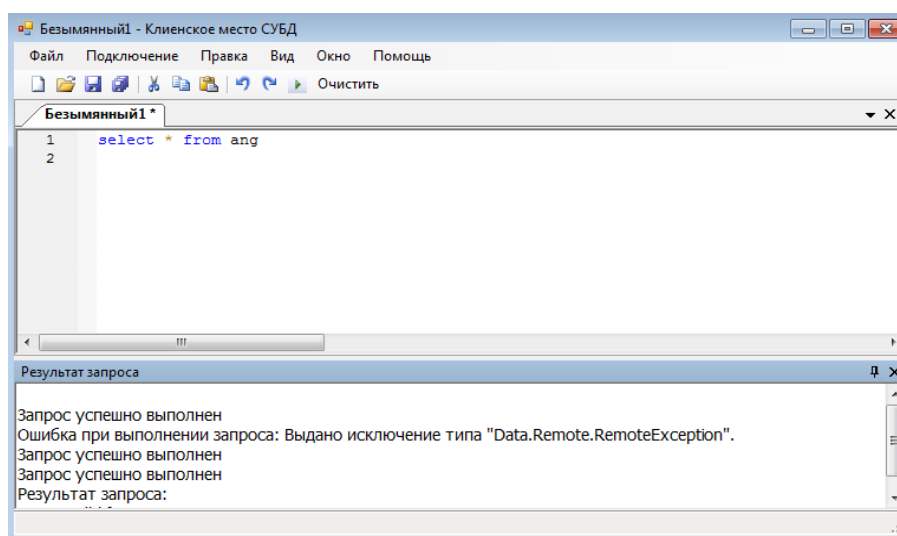 Безымянный1 - Клиенское место СУБД
Файл Подключение Правка Вид Окно Помощь
Очистить
Безымянный1 *
1 select * from ang
2
Результат запроса
Запрос успешно выполнен
Ошибка при выполнении запроса: Выдано исключение типа "Data.Remote.RemoteException".
Запрос успешно выполнен
Запрос успешно выполнен
Результат запроса: